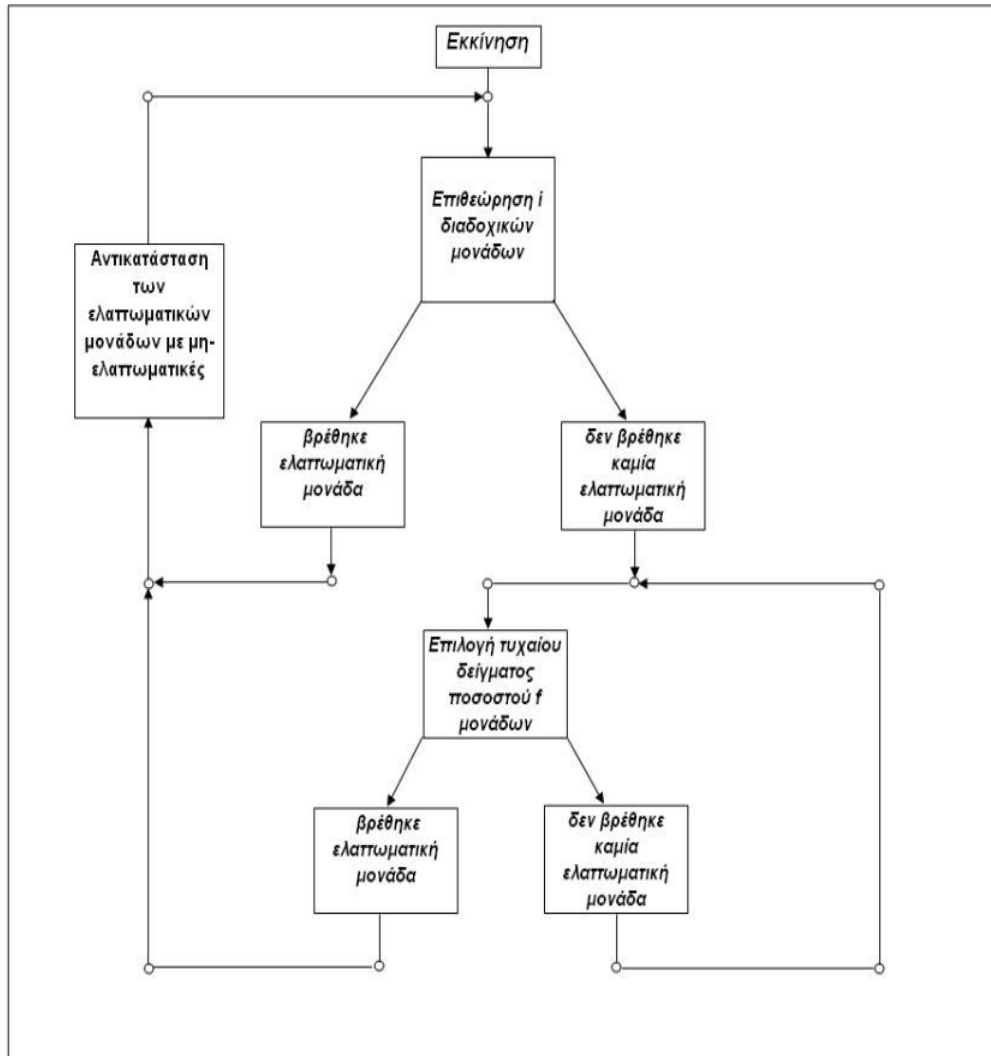 Εκκίνηση
Επιθεώρηση i
διαδοχικών
μονάδων
Αντικατάσταση
των
ελαττωματικών
μονάδων με μη-
ελαττωματικές
βρέθηκε
ελαττωματική
μονάδα
δεν βρέθηκε
καμία
ελαττωματική
μονάδα
Επιλογή τυχαίου
δείγματος
ποσοστού f
μονάδων
βρέθηκε
ελαττωματική
μονάδα
δεν βρέθηκε
καμία
ελαττωματική
μονάδα